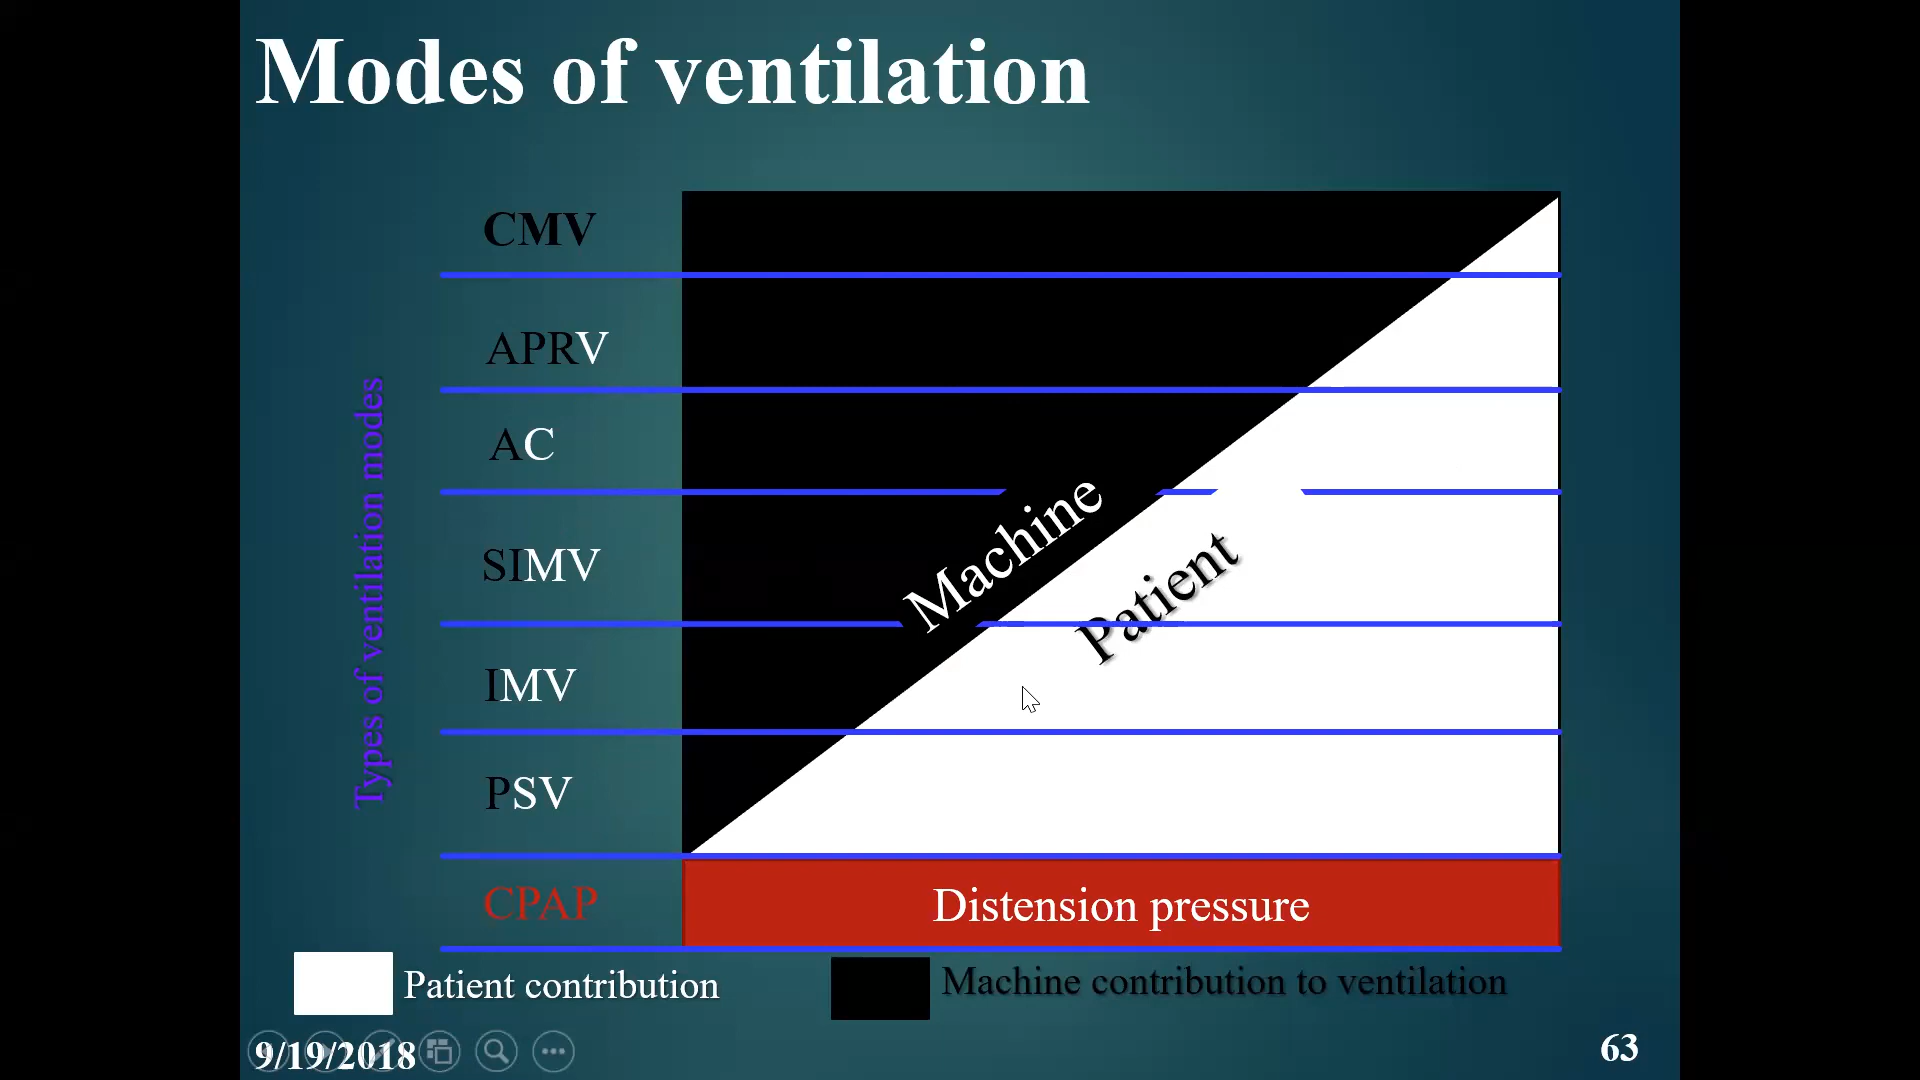 Modes of ventilation
Types of ventilation modes
CMV
APRV
AC
SIMV
IMV
PSV
CPAP
Machine
Patient
Distension pressure
Patient contribution
Machine contribution to ventilation
9/19/2018
63